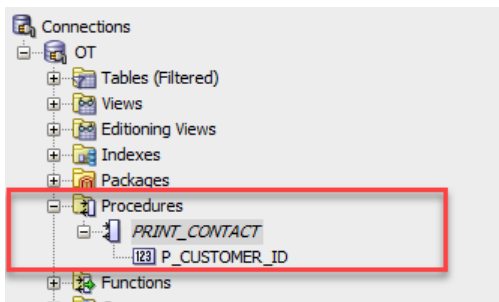 Connections
OT
Tables (Filtered)
Views
Editioning Views
Indexes
Packages
Procedures
PRINT_CONTACT
123 P_CUSTOMER_ID
Functions